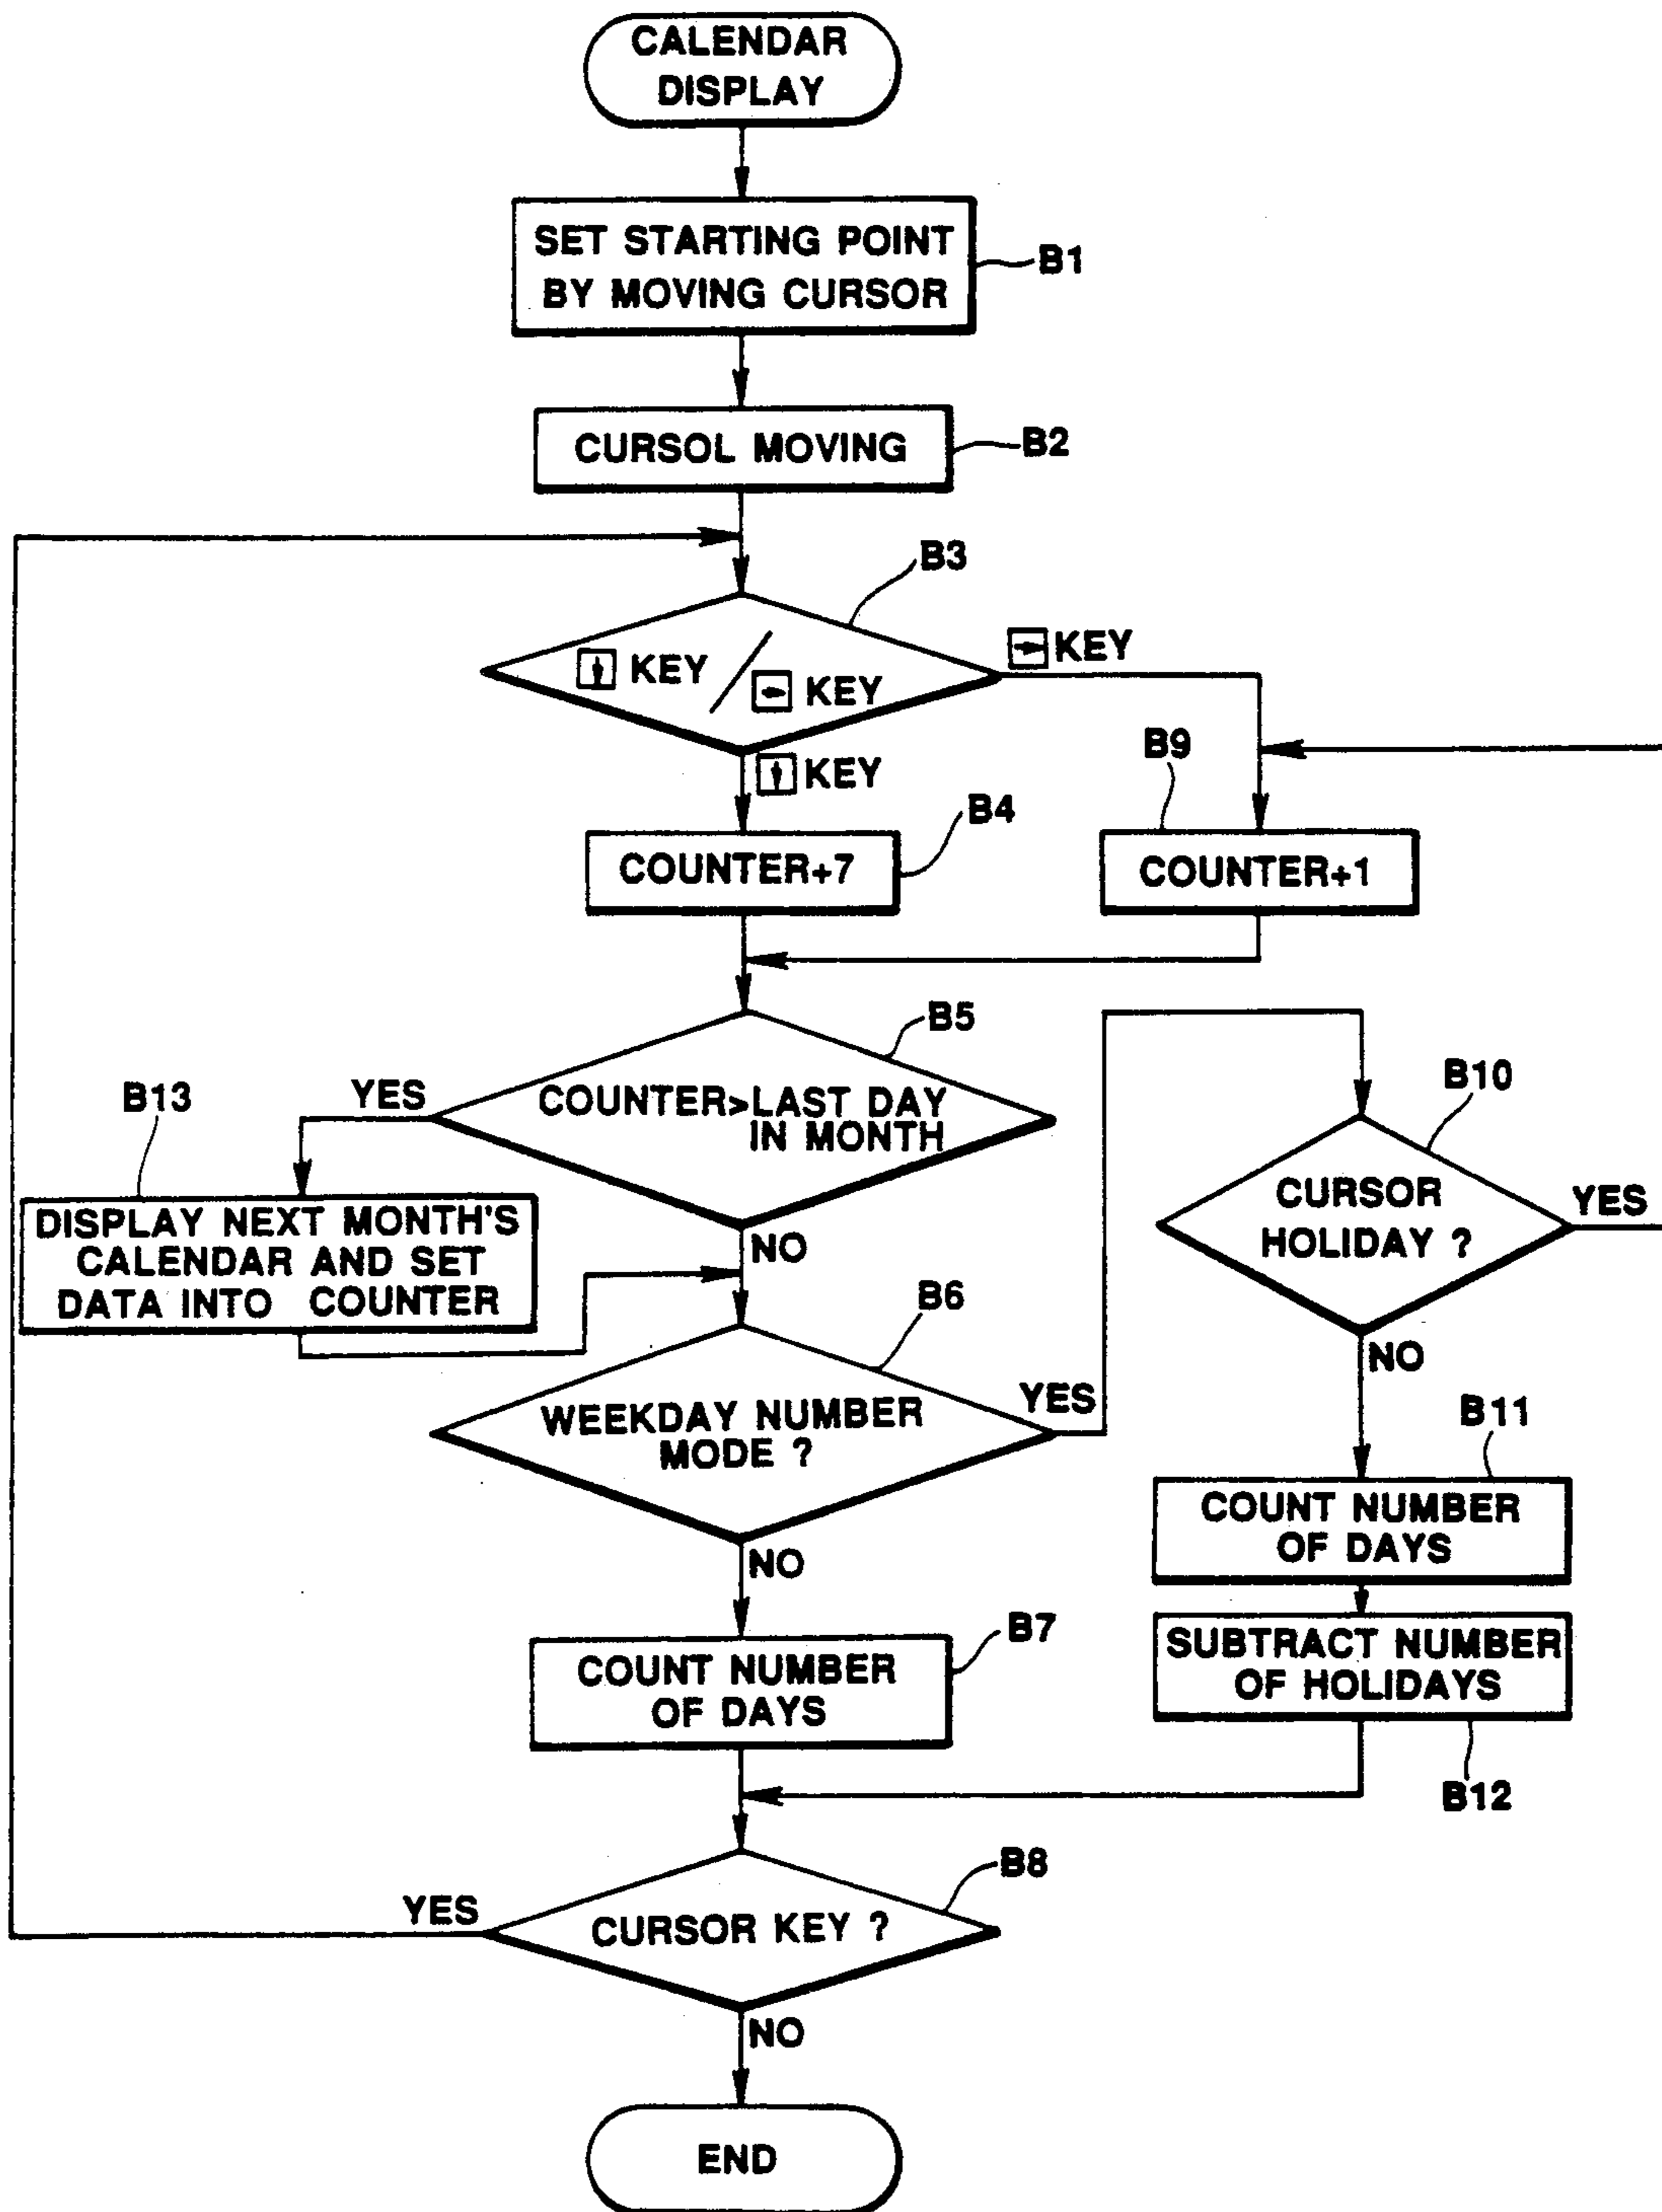 CALENDAR
DISPLAY
SET STARTING POINT
BY MOVING CURSOR
B1
CURSOL MOVING
B2
B3
↓ KEY / → KEY
→ KEY
↓ KEY
B4
COUNTER+7
B9
COUNTER+1
B5
COUNTER>LAST DAY
IN MONTH
YES
B13
DISPLAY NEXT MONTH'S
CALENDAR AND SET
DATA INTO COUNTER
NO
B6
WEEKDAY NUMBER
MODE ?
YES
B10
CURSOR
HOLIDAY ?
YES
NO
B11
COUNT NUMBER
OF DAYS
SUBTRACT NUMBER
OF HOLIDAYS
B12
NO
B7
COUNT NUMBER
OF DAYS
B8
CURSOR KEY ?
YES
NO
END